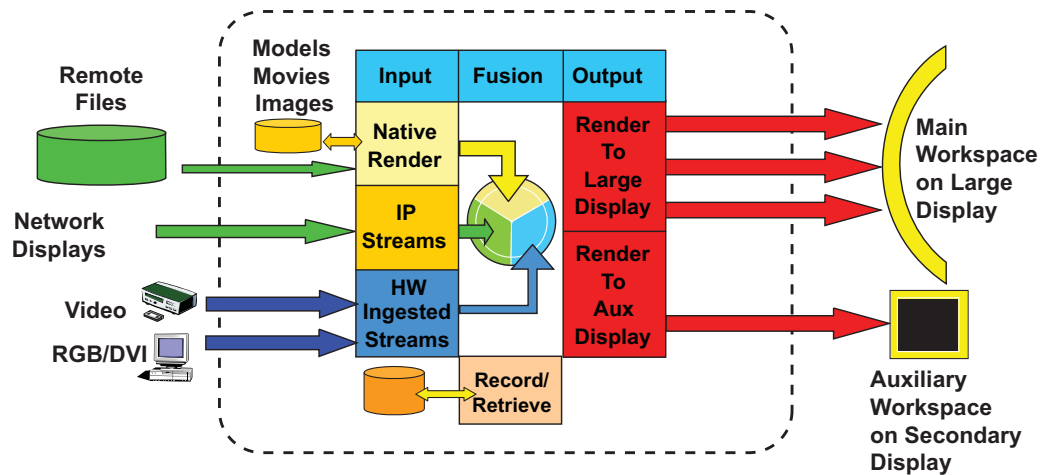 Remote
Files
Models
Movies
Images
Input
Fusion
Output
Native
Render
IP
Streams
HW
Ingested
Streams
Render
To
Large
Display
Render
To
Aux
Display
Record/
Retrieve
Network
Displays
Video
RGB/DVI
Main
Workspace
on Large
Display
Auxiliary
Workspace
on Secondary
Display